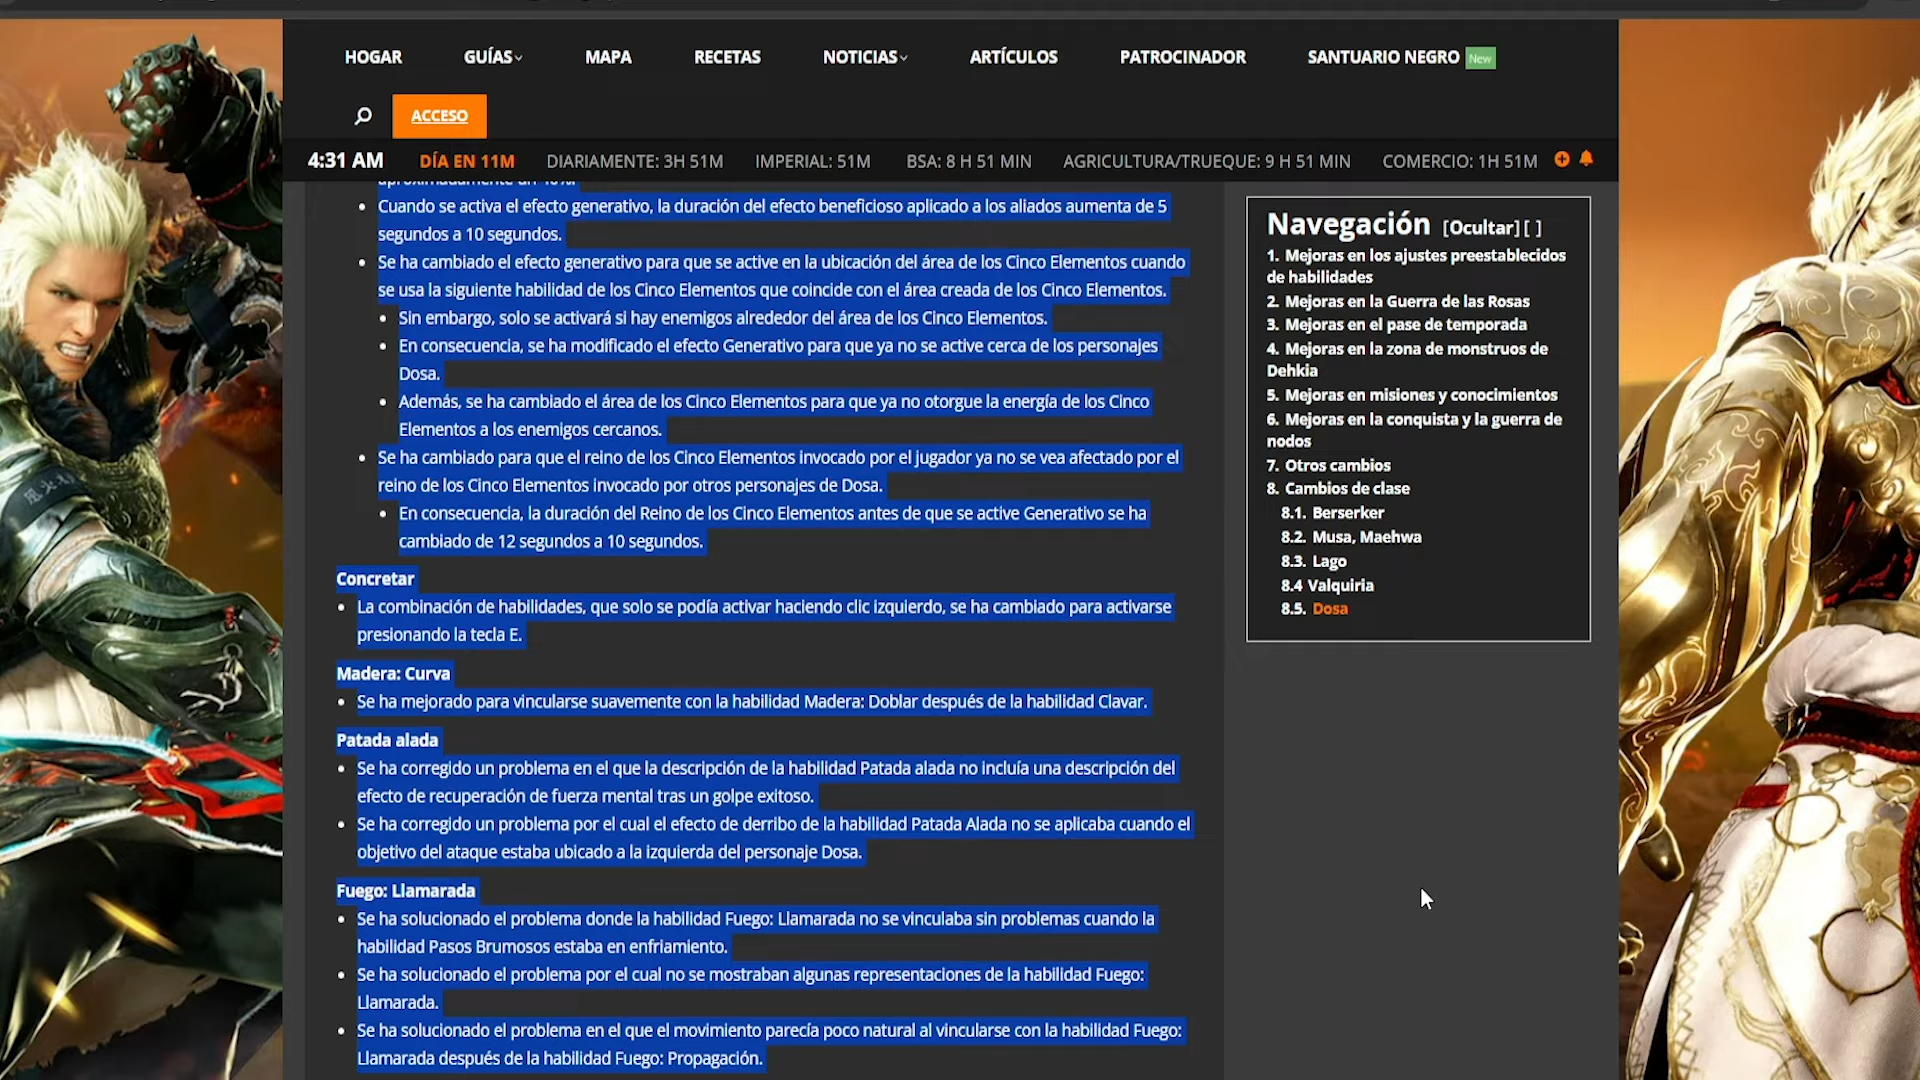 HOGAR GUÍAS MAPA RECETAS NOTICIAS ARTÍCULOS PATROCINADOR SANTUARIO NEGRO New
ACCESO
4:31 AM DÍA EN 11M DIARIAMENTE: 3H 51M IMPERIAL: 51M BSA: 8 H 51 MIN AGRICULTURA/TRUEQUE: 9 H 51 MIN COMERCIO: 1H 51M
aproximadamente un
Cuando se activa el efecto generativo, la duración del efecto beneficioso aplicado a los aliados aumenta de 5
segundos a 10 segundos.
Se ha cambiado el efecto generativo para que se active en la ubicación del área de los Cinco Elementos cuando
se usa la siguiente habilidad de los Cinco Elementos que coincide con el área creada de los Cinco Elementos.
Sin embargo, solo se activará si hay enemigos alrededor del área de los Cinco Elementos.
En consecuencia, se ha modificado el efecto Generativo para que ya no se active cerca de los personajes
Dosa.
Además, se ha cambiado el área de los Cinco Elementos para que ya no otorgue la energía de los Cinco
Elementos a los enemigos cercanos.
Se ha cambiado para que el reino de los Cinco Elementos invocado por el jugador ya no se vea afectado por el
reino de los Cinco Elementos invocado por otros personajes de Dosa.
En consecuencia, la duración del Reino de los Cinco Elementos antes de que se active Generativo se ha
cambiado de 12 segundos a 10 segundos.
Concretar
La combinación de habilidades, que solo se podía activar haciendo clic izquierdo, se ha cambiado para activarse
presionando la tecla E.
Madera: Curva
Se ha mejorado para vincularse suavemente con la habilidad Madera: Doblar después de la habilidad Clavar.
Patada alada
Se ha corregido un problema en el que la descripción de la habilidad Patada alada no incluía una descripción del
efecto de recuperación de fuerza mental tras un golpe exitoso.
Se ha corregido un problema por el cual el efecto de derribo de la habilidad Patada Alada no se aplicaba cuando el
objetivo del ataque estaba ubicado a la izquierda del personaje Dosa.
Fuego: Llamarada
Se ha solucionado el problema donde la habilidad Fuego: Llamarada no se vinculaba sin problemas cuando la
habilidad Pasos Brumosos estaba en enfriamiento.
Se ha solucionado el problema por el cual no se mostraban algunas representaciones de la habilidad Fuego:
Llamarada.
Se ha solucionado el problema en el que el movimiento parecía poco natural al vincularse con la habilidad Fuego:
Llamarada después de la habilidad Fuego: Propagación.
Navegación [Ocultar][ ]
1. Mejoras en los ajustes preestablecidos
de habilidades
2. Mejoras en la Guerra de las Rosas
3. Mejoras en el pase de temporada
4. Mejoras en la zona de monstruos de
Dehkia
5. Mejoras en misiones y conocimientos
6. Mejoras en la conquista y la guerra de
nodos
7. Otros cambios
8. Cambios de clase
8.1. Berserker
8.2. Musa, Maehwa
8.3. Lago
8.4 Valquiria
8.5. Dosa